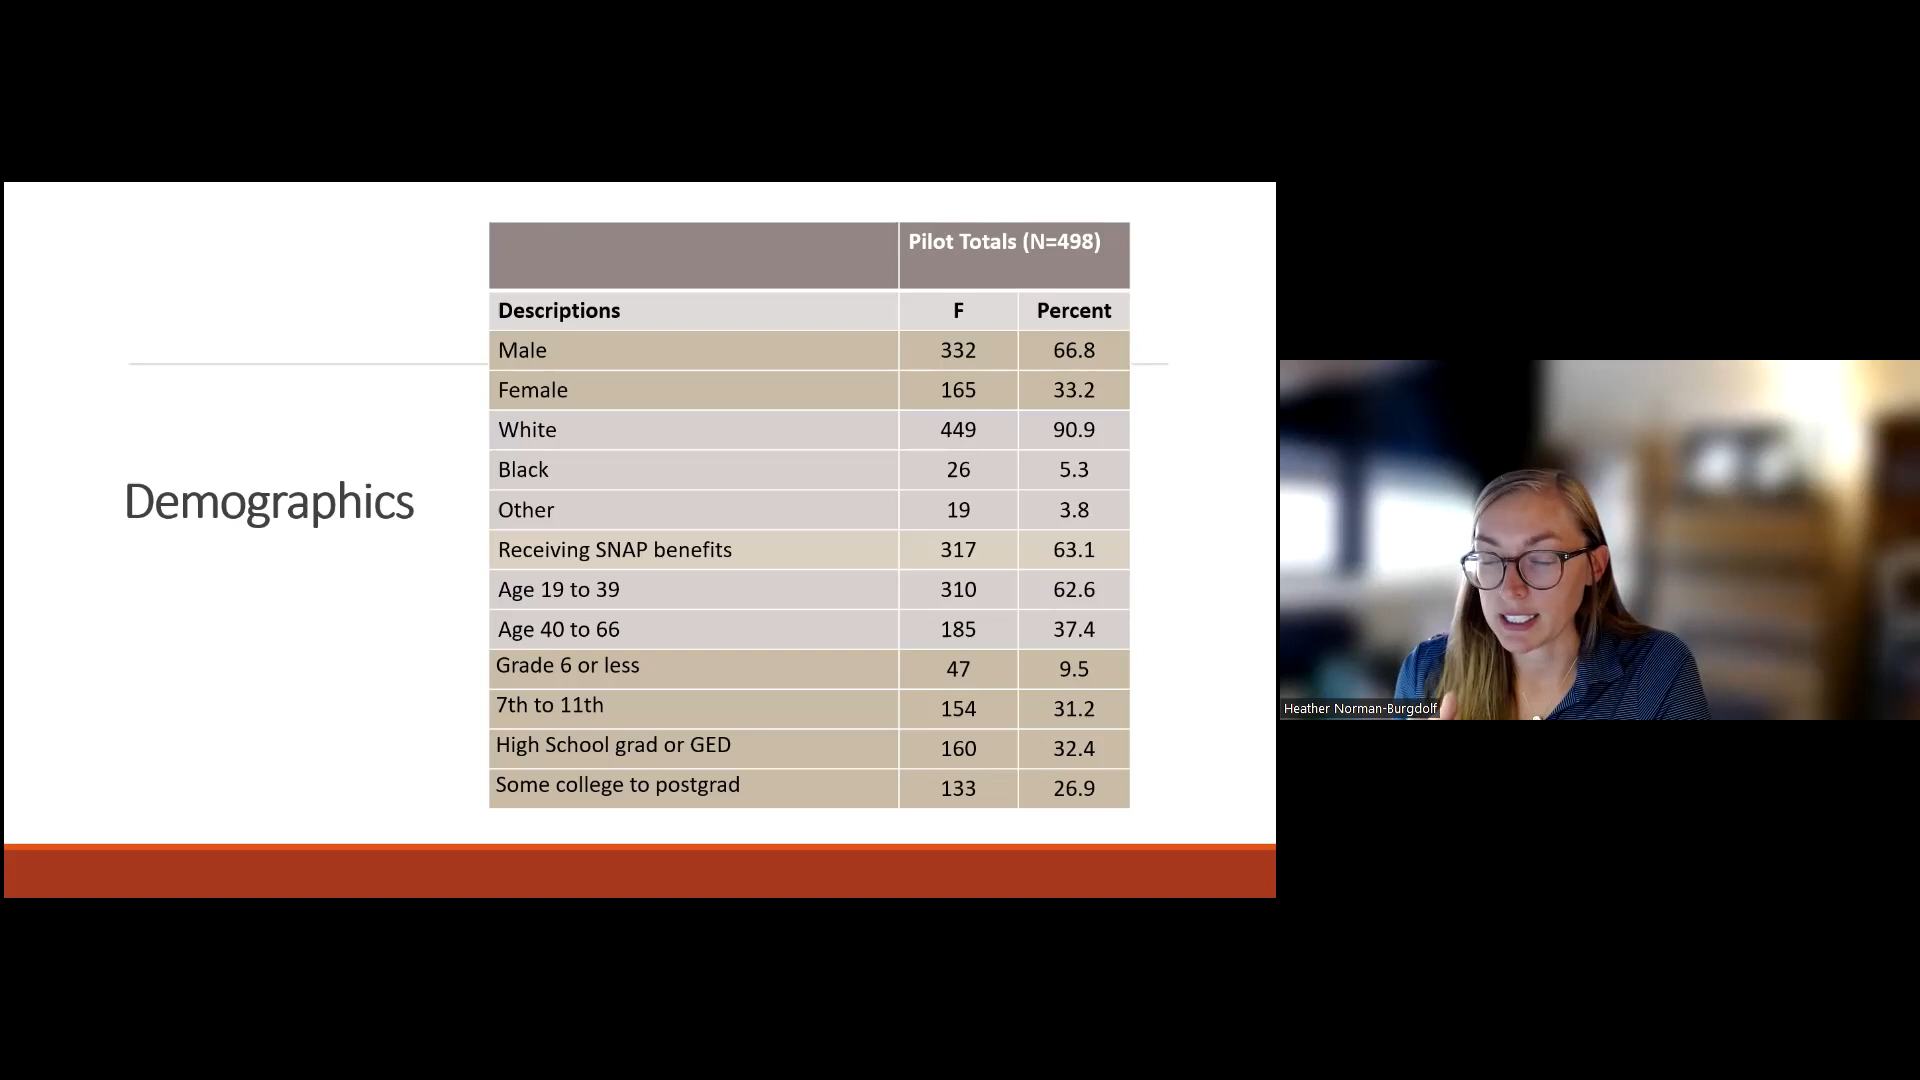 Demographics
Pilot Totals (N=498)
Descriptions F Percent
Male 332 66.8
Female 165 33.2
White 449 90.9
Black 26 5.3
Other 19 3.8
Receiving SNAP benefits 317 63.1
Age 19 to 39 310 62.6
Age 40 to 66 185 37.4
Grade 6 or less 47 9.5
7th to 11th 154 31.2
High School grad or GED 160 32.4
Some college to postgrad 133 26.9
Heather Norman-Burgdolf